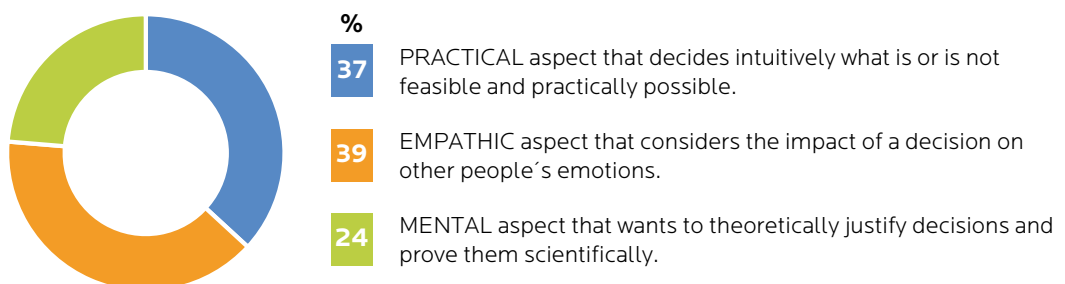 %
37 PRACTICAL aspect that decides intuitively what is or is not
feasible and practically possible.
39 EMPATHIC aspect that considers the impact of a decision on
other people´s emotions.
24 MENTAL aspect that wants to theoretically justify decisions and
prove them scientifically.